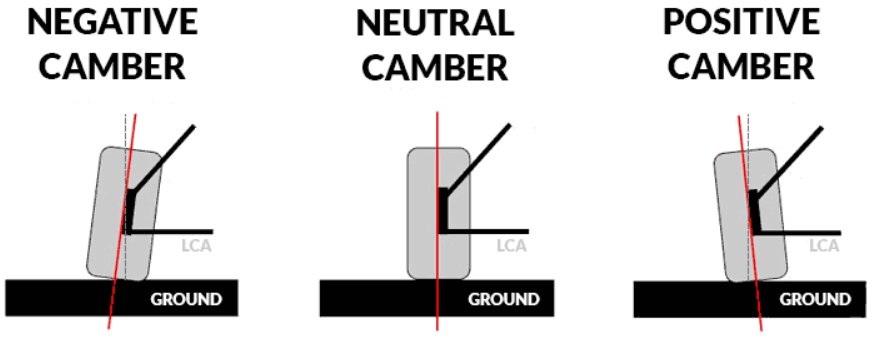 NEGATIVE
CAMBER
LCA
GROUND
NEUTRAL
CAMBER
LCA
GROUND
POSITIVE
CAMBER
LCA
GROUND